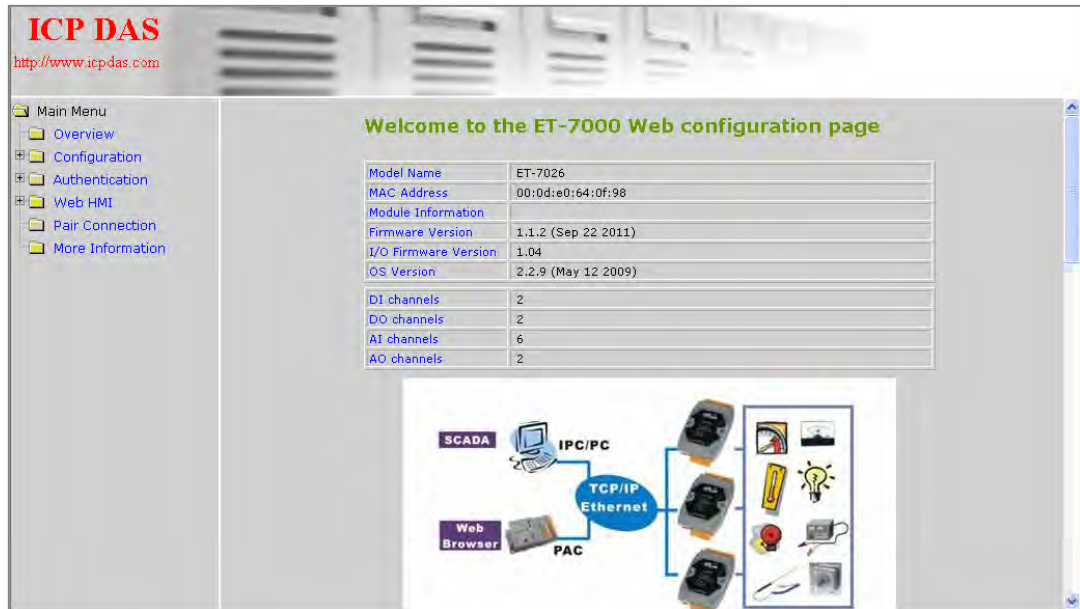 ICP DAS
http://www.icpdas.com
Main Menu
Overview
Configuration
Authentication
Web HMI
Pair Connection
More Information
Welcome to the ET-7000 Web configuration page
Model Name ET-7026
MAC Address 00:0d:e0:64:0f:98
Module Information
Firmware Version 1.1.2 (Sep 22 2011)
I/O Firmware Version 1.04
OS Version 2.2.9 (May 12 2009)
DI channels 2
DO channels 2
AI channels 6
AO channels 2
SCADA
IPC/PC
TCP/IP
Ethernet
Web
Browser
PAC